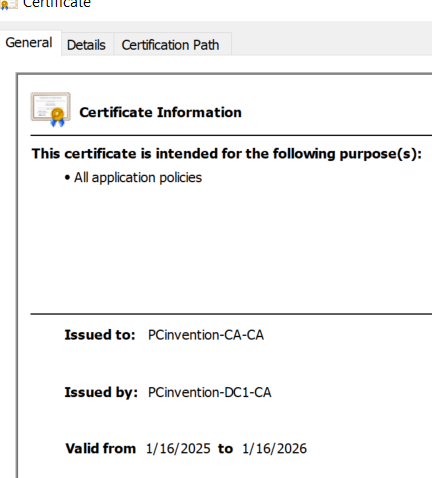 Certificate
General Details Certification Path
Certificate Information
This certificate is intended for the following purpose(s):
• All application policies
Issued to: PCinvention-CA-CA
Issued by: PCinvention-DC1-CA
Valid from 1/16/2025 to 1/16/2026